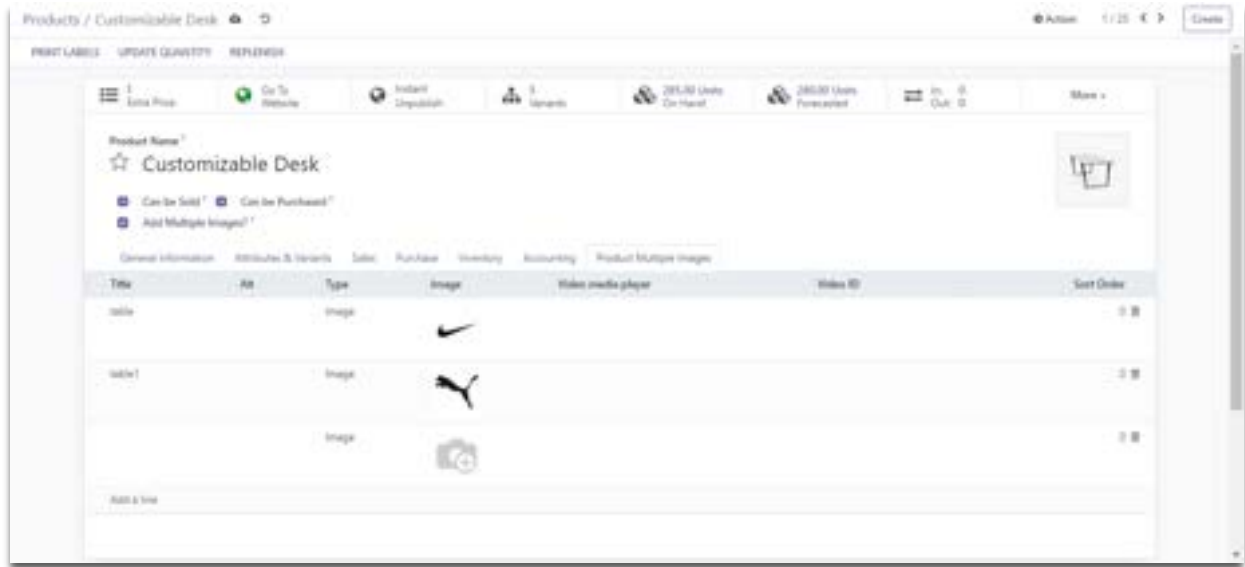 Products / Customizable Desk
Action 1 / 25 Create
PRINT LABELS UPDATE QUANTITY REPLENISH
1 Extra Price
Go To Website
Instant Unpublish
Variants
285.00 Units On Hand
280.00 Units Forecasted
In: 0
Out: 0
More
Product Name ?
Customizable Desk
Can be Sold ? Can be Purchased ?
Add Multiple Images? ?
General Information Attributes & Variants Sales Purchase Inventory Accounting Product Multiple Images
Title Alt Type Image Video media player Video ID Sort Order
table Image 0
table1 Image 0
Image 0
Add a line